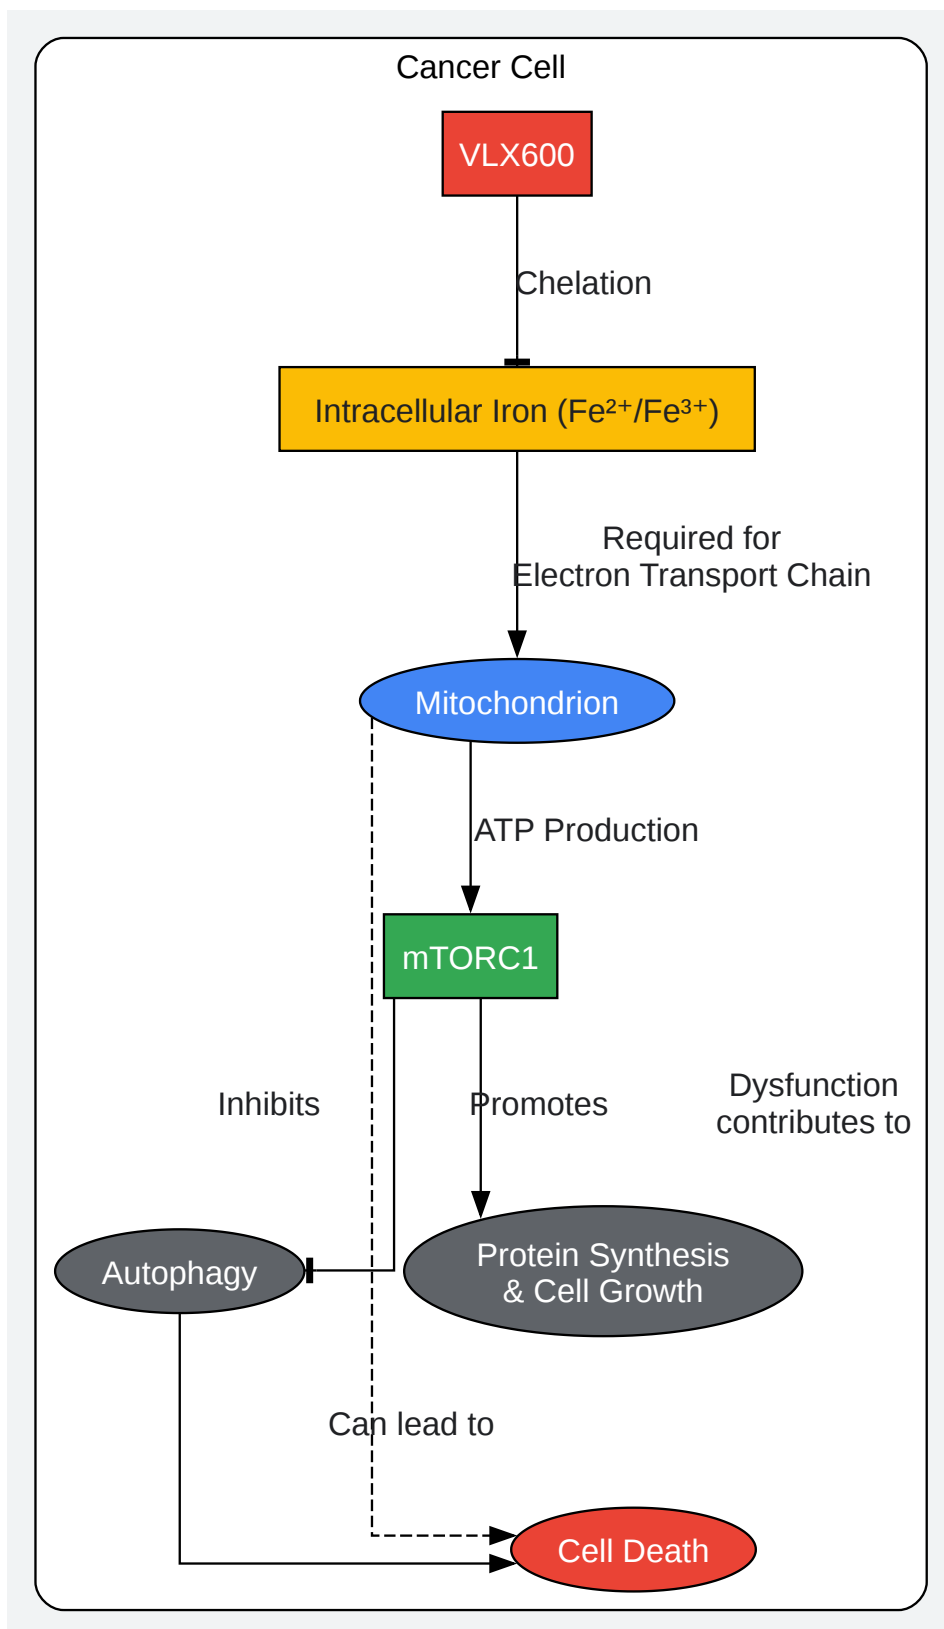 Cancer Cell
VLX600
Chelation
Intracellular Iron (Fe²⁺/Fe³⁺)
Required for
Electron Transport Chain
Mitochondrion
ATP Production
mTORC1
Inhibits
Promotes
Dysfunction
contributes to
Autophagy
Protein Synthesis
& Cell Growth
Can lead to
Cell Death